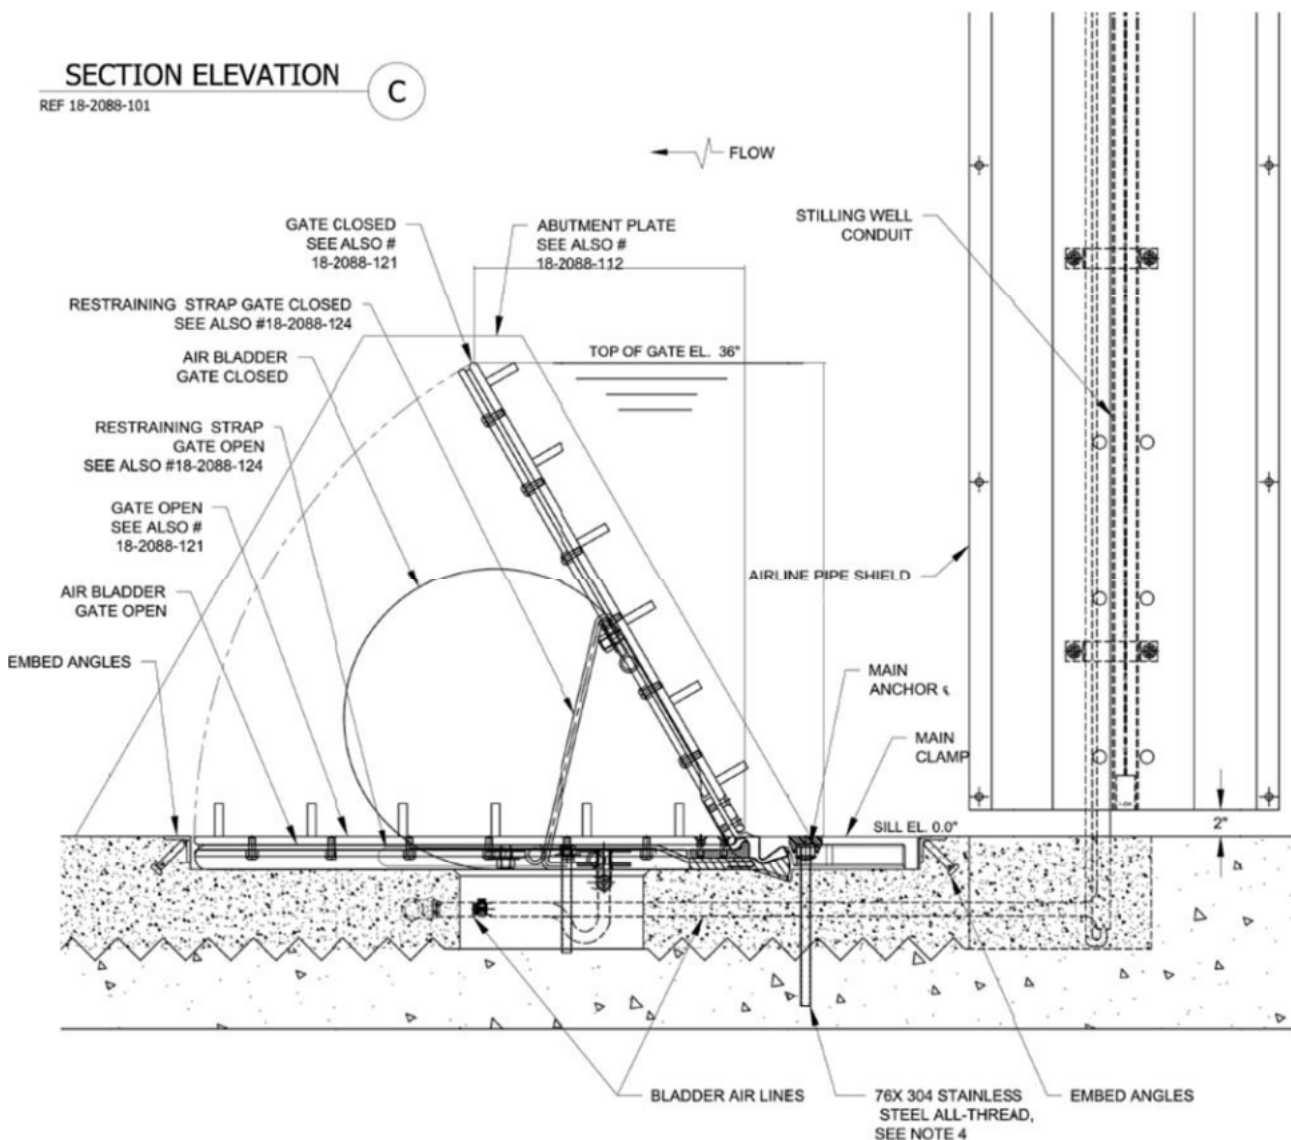 SECTION ELEVATION
C
REF 18-2088-101
FLOW
GATE CLOSED
SEE ALSO #
18-2088-121
ABUTMENT PLATE
SEE ALSO #
18-2088-112
STILLING WELL
CONDUIT
RESTRAINING STRAP GATE CLOSED
SEE ALSO #18-2088-124
TOP OF GATE EL. 36"
AIR BLADDER
GATE CLOSED
RESTRAINING STRAP
GATE OPEN
SEE ALSO #18-2088-124
GATE OPEN
SEE ALSO #
18-2088-121
AIRLINE PIPE SHIELD
AIR BLADDER
GATE OPEN
EMBED ANGLES
MAIN
ANCHOR ℄
MAIN
CLAMP
SILL EL. 0.0"
2"
BLADDER AIR LINES
76X 304 STAINLESS
STEEL ALL-THREAD,
SEE NOTE 4
EMBED ANGLES